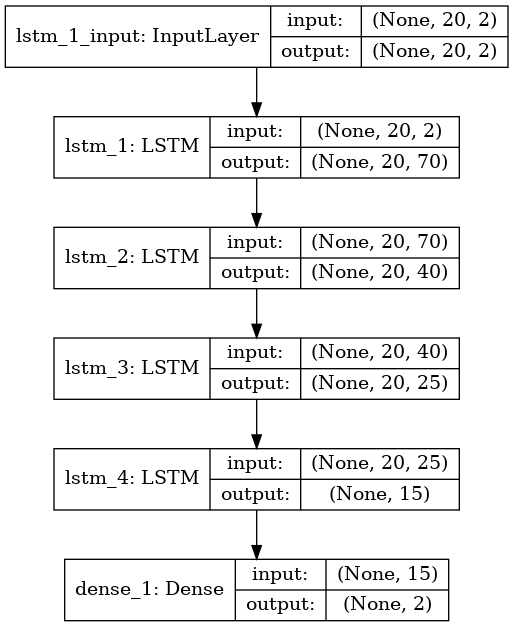 lstm_1_input: InputLayer
input: (None, 20, 2)
output: (None, 20, 2)
lstm_1: LSTM
input: (None, 20, 2)
output: (None, 20, 70)
lstm_2: LSTM
input: (None, 20, 70)
output: (None, 20, 40)
lstm_3: LSTM
input: (None, 20, 40)
output: (None, 20, 25)
lstm_4: LSTM
input: (None, 20, 25)
output: (None, 15)
dense_1: Dense
input: (None, 15)
output: (None, 2)